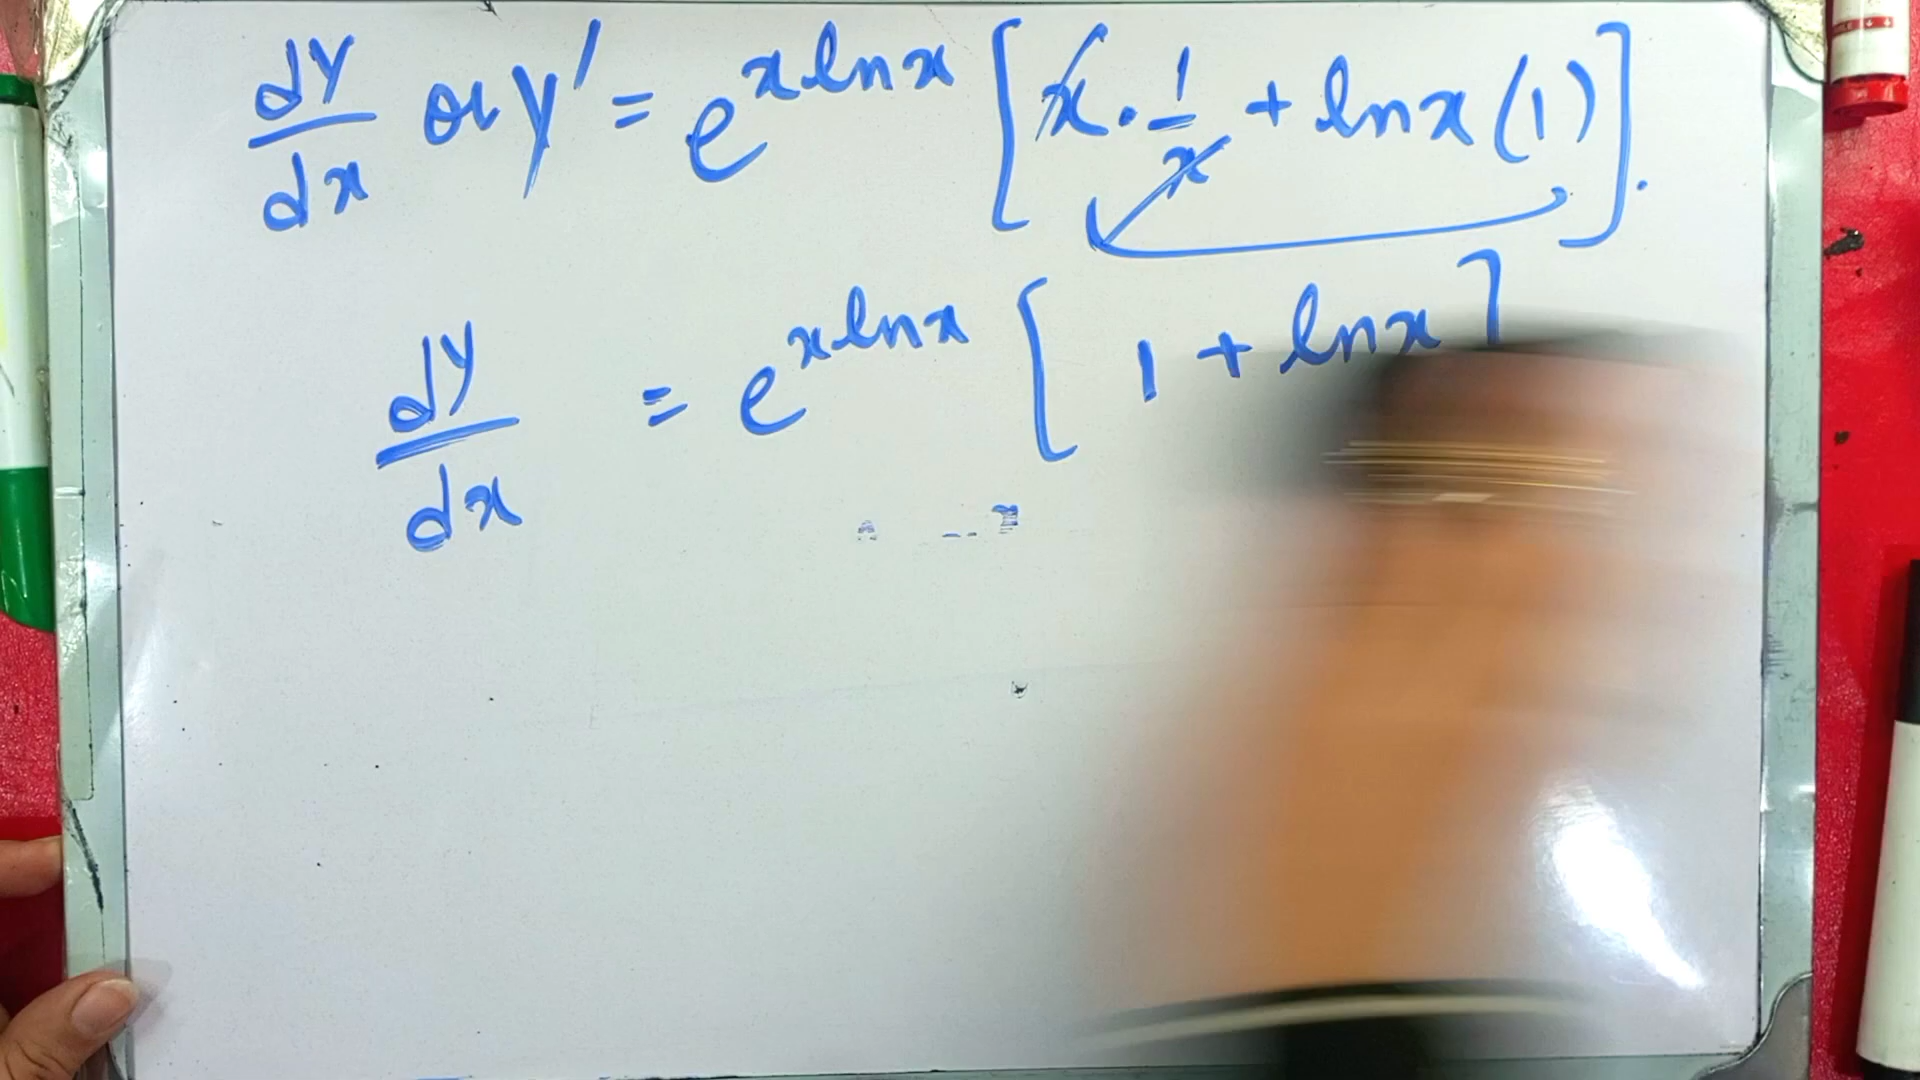 dy/dx or y' = e^{x ln x} [x · 1/x + ln x (1)].
dy/dx = e^{x ln x} [1 + ln x]